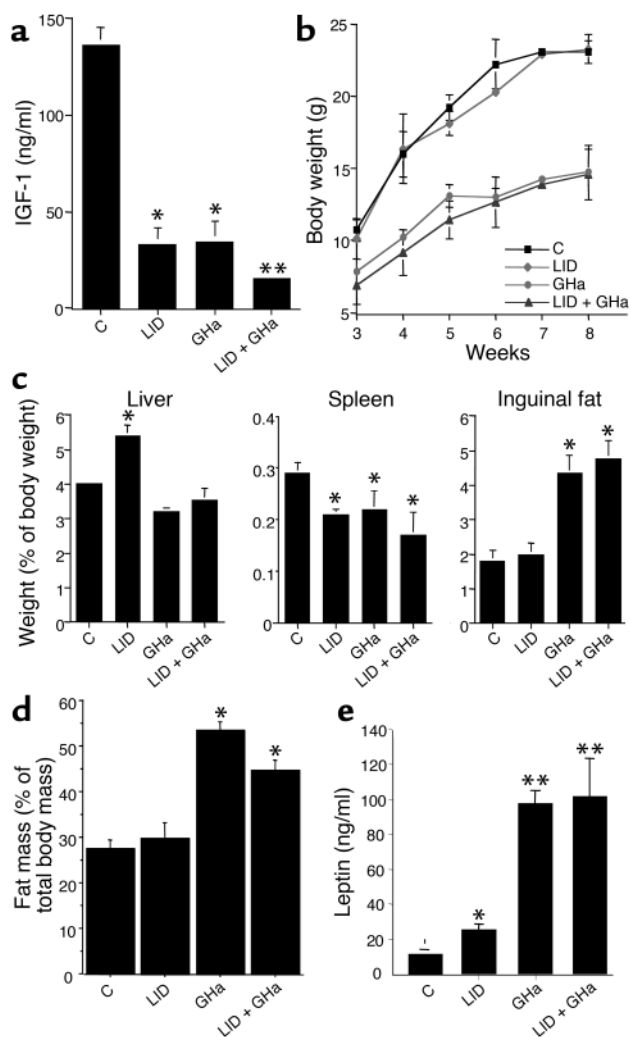 a
150
100
50
0
IGF-1 (ng/ml)
*
*
**
C
LID
GHa
LID + GHa
b
25
20
15
10
5
Body weight (g)
3 4 5 6 7 8
Weeks
C
LID
GHa
LID + GHa
c
Weight (% of body weight)
Liver
6
5
4
3
2
1
0
*
C
LID
GHa
LID + GHa
Spleen
0.4
0.3
0.2
0.1
0
*
*
*
C
LID
GHa
LID + GHa
Inguinal fat
6
5
4
3
2
1
0
*
*
C
LID
GHa
LID + GHa
d
60
50
40
30
20
10
0
Fat mass (% of
total body mass)
*
*
C
LID
GHa
LID + GHa
e
140
120
100
80
60
40
20
0
Leptin (ng/ml)
*
**
**
C
LID
GHa
LID + GHa